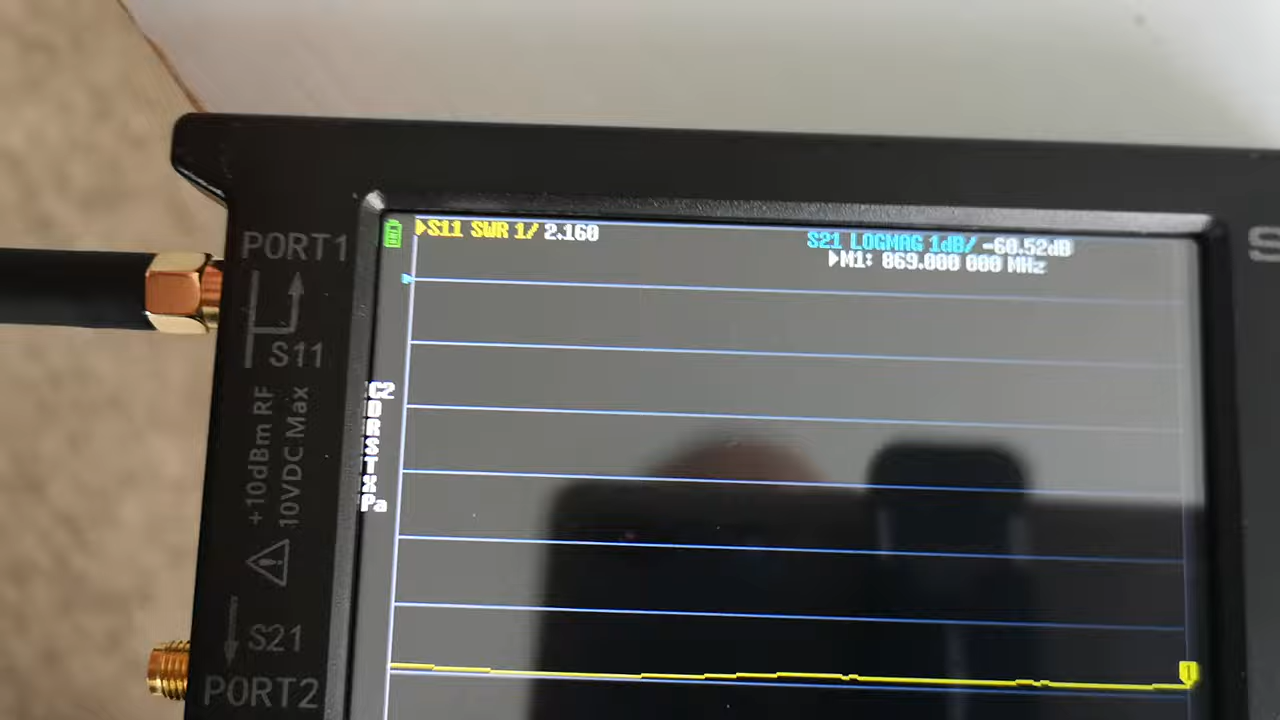 S11 SWR 1/ 2.160
S21 LOGMAG 1dB/ -60.52dB
M1: 869.000 000 MHz
PORT1
S11
+10dBm RF
10VDC Max
S21
PORT2
C2
D
R
S
T
X
Pa
1
S